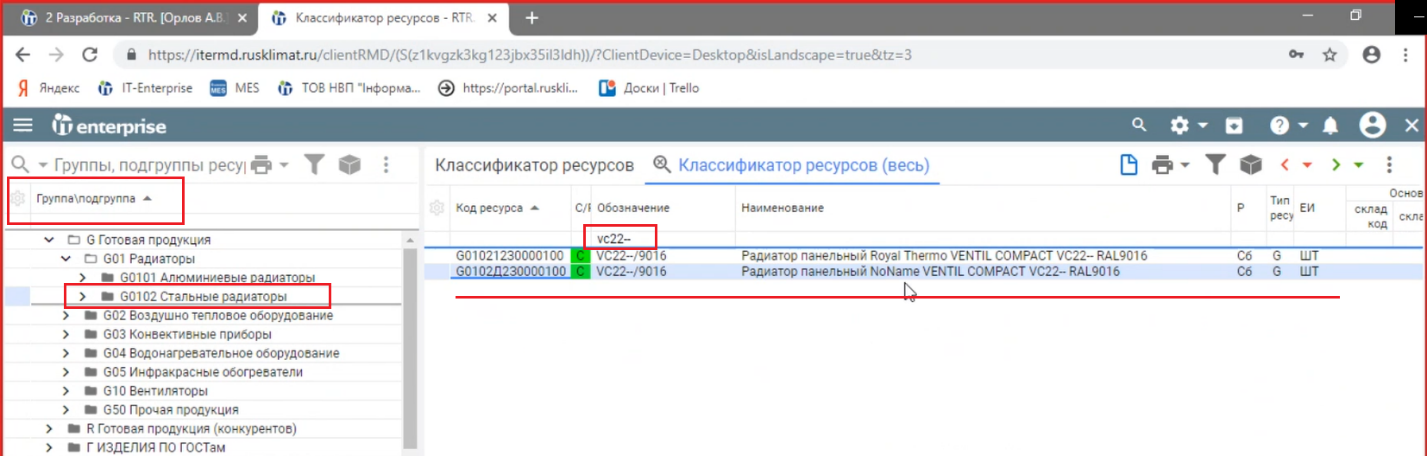 2 Разработка - RTR. [Орлов А.В.
Классификатор ресурсов - RTR.
https://itermd.rusklimat.ru/clientRMD/(S(z1kvgzk3kg123jbx35il3ldh))/?ClientDevice=Desktop&isLandscape=true&tz=3
Яндекс IT-Enterprise MES ТОВ НВП "Информа... https://portal.ruskli... Доски | Trello
enterprise
Группы, подгруппы ресу
Классификатор ресурсов Классификатор ресурсов (весь)
Группа\подгруппа
G Готовая продукция
G01 Радиаторы
G0101 Алюминиевые радиаторы
G0102 Стальные радиаторы
G02 Воздушно тепловое оборудование
G03 Конвективные приборы
G04 Водонагревательное оборудование
G05 Инфракрасные обогреватели
G10 Вентиляторы
G50 Прочая продукция
R Готовая продукция (конкурентов)
Г ИЗДЕЛИЯ ПО ГОСТам
Код ресурса С/Г Обозначение Наименование Р Тип ресу ЕИ склад код Основ скла
vc22--
G01021230000100 С VC22--/9016 Радиатор панельный Royal Thermo VENTIL COMPACT VC22-- RAL9016 Сб G ШТ
G0102Д230000100 С VC22--/9016 Радиатор панельный NoName VENTIL COMPACT VC22-- RAL9016 Сб G ШТ